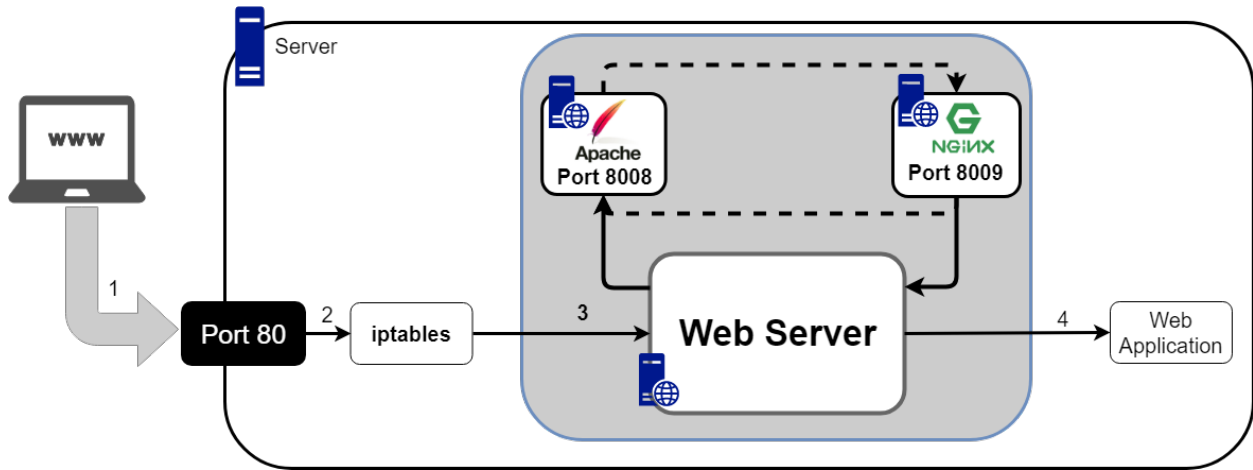 Server
www
Apache
Port 8008
NGiNX
Port 8009
1
Port 80
2
iptables
3
Web Server
4
Web
Application